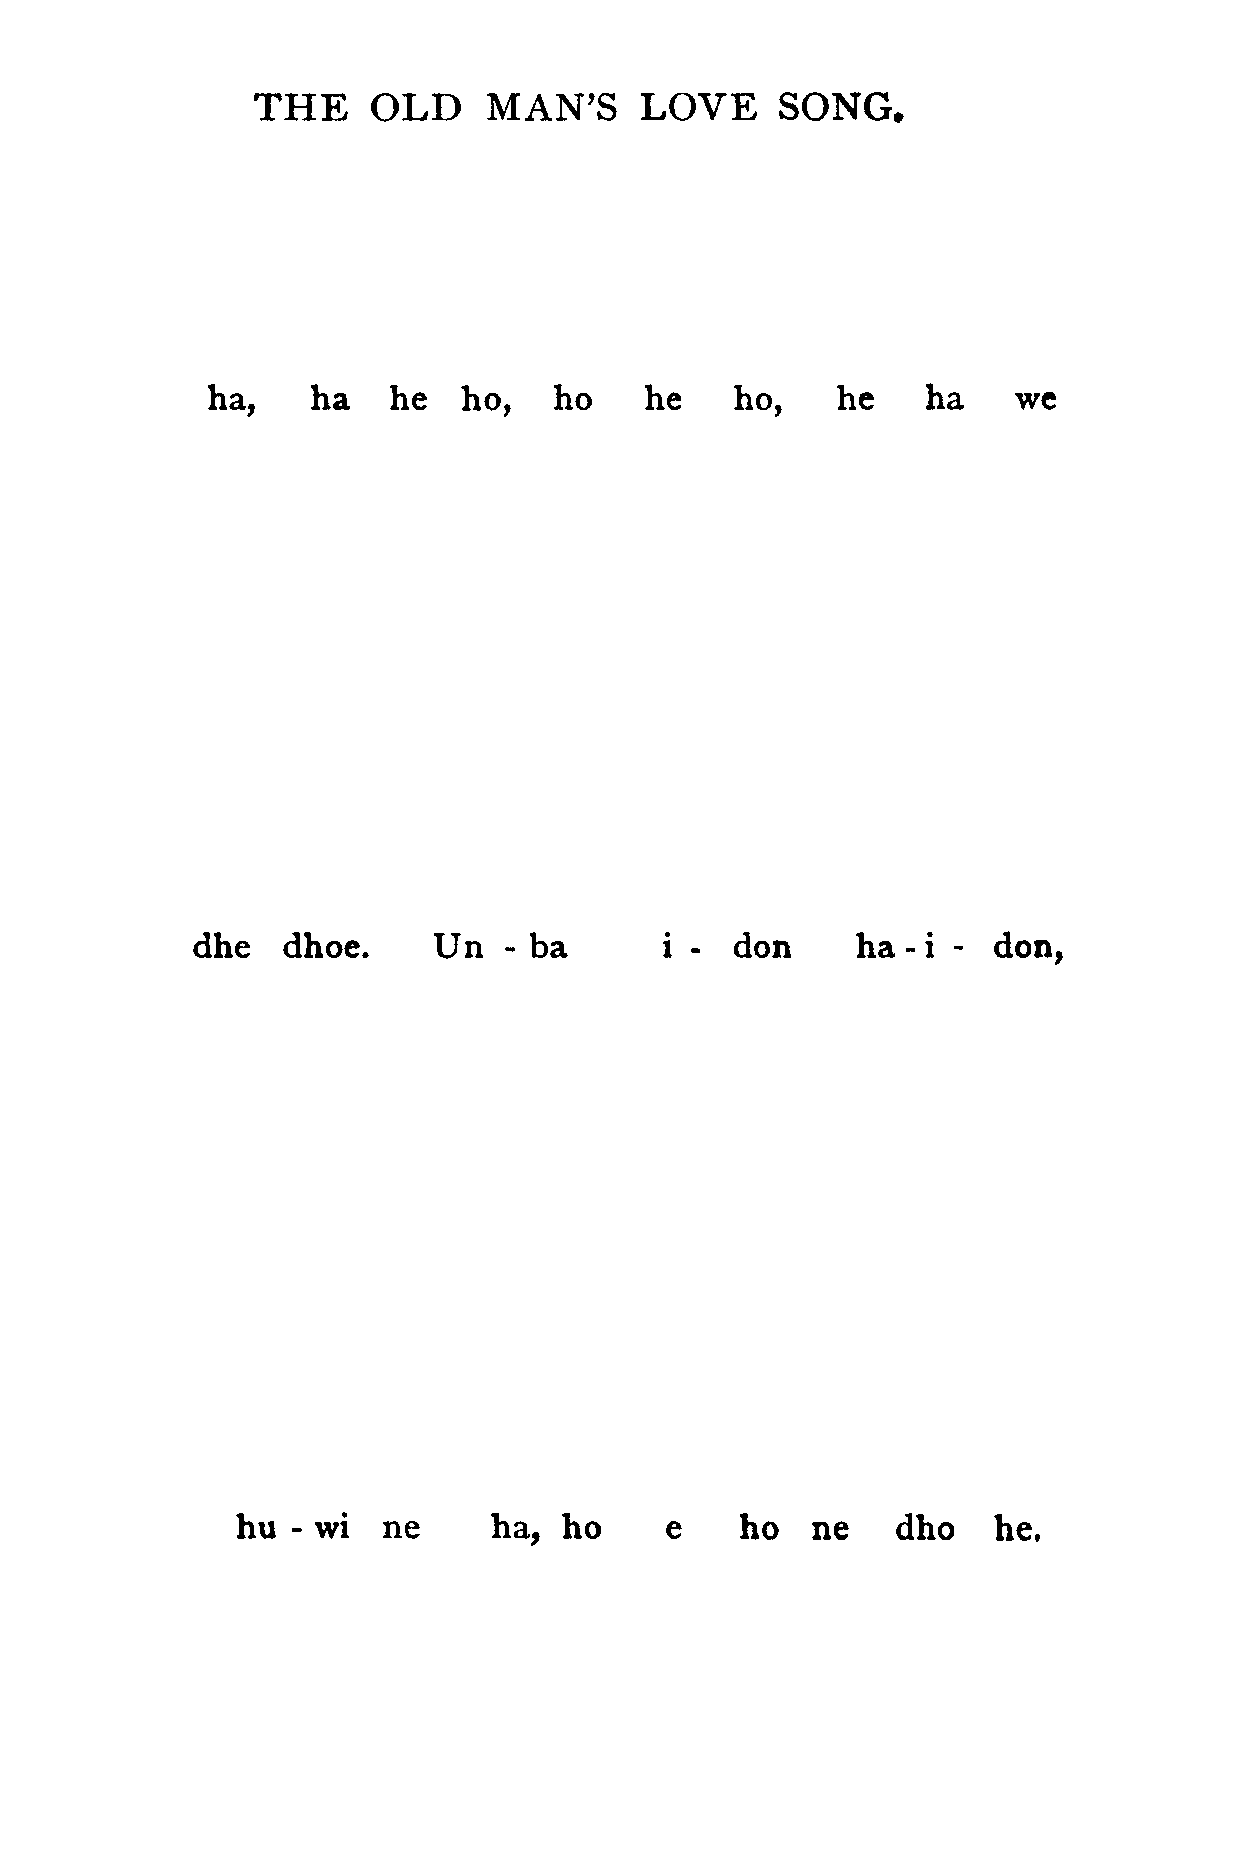 THE OLD MAN'S LOVE SONG.
ha, ha he ho, ho he ho, he ha we
dhe dhoe. Un - ba i - don ha - i - don,
hu - wi ne ha, ho e ho ne dho he.